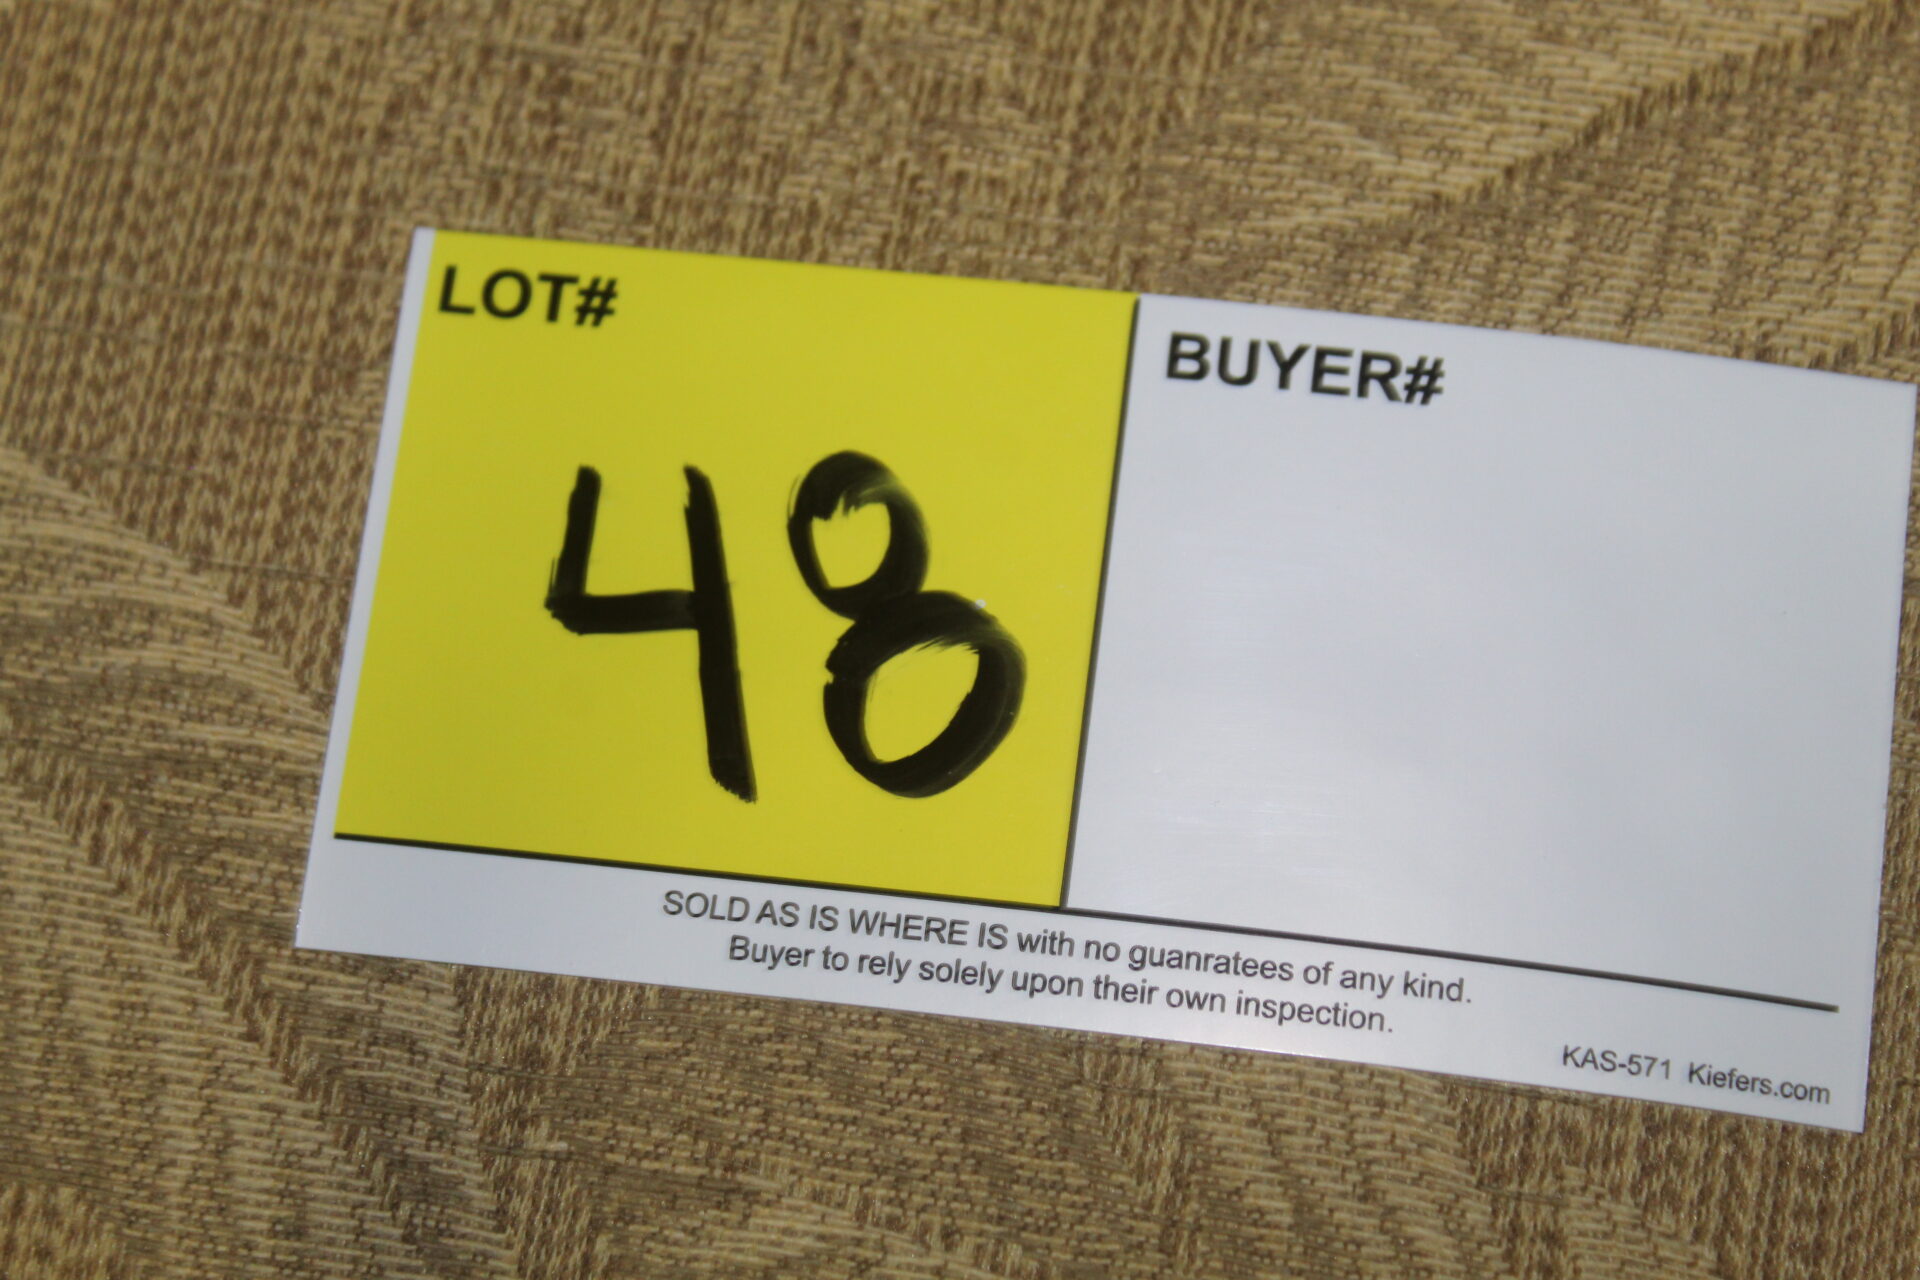 LOT#
48
BUYER#
SOLD AS IS WHERE IS with no guanratees of any kind.
Buyer to rely solely upon their own inspection.
KAS-571 Kiefers.com